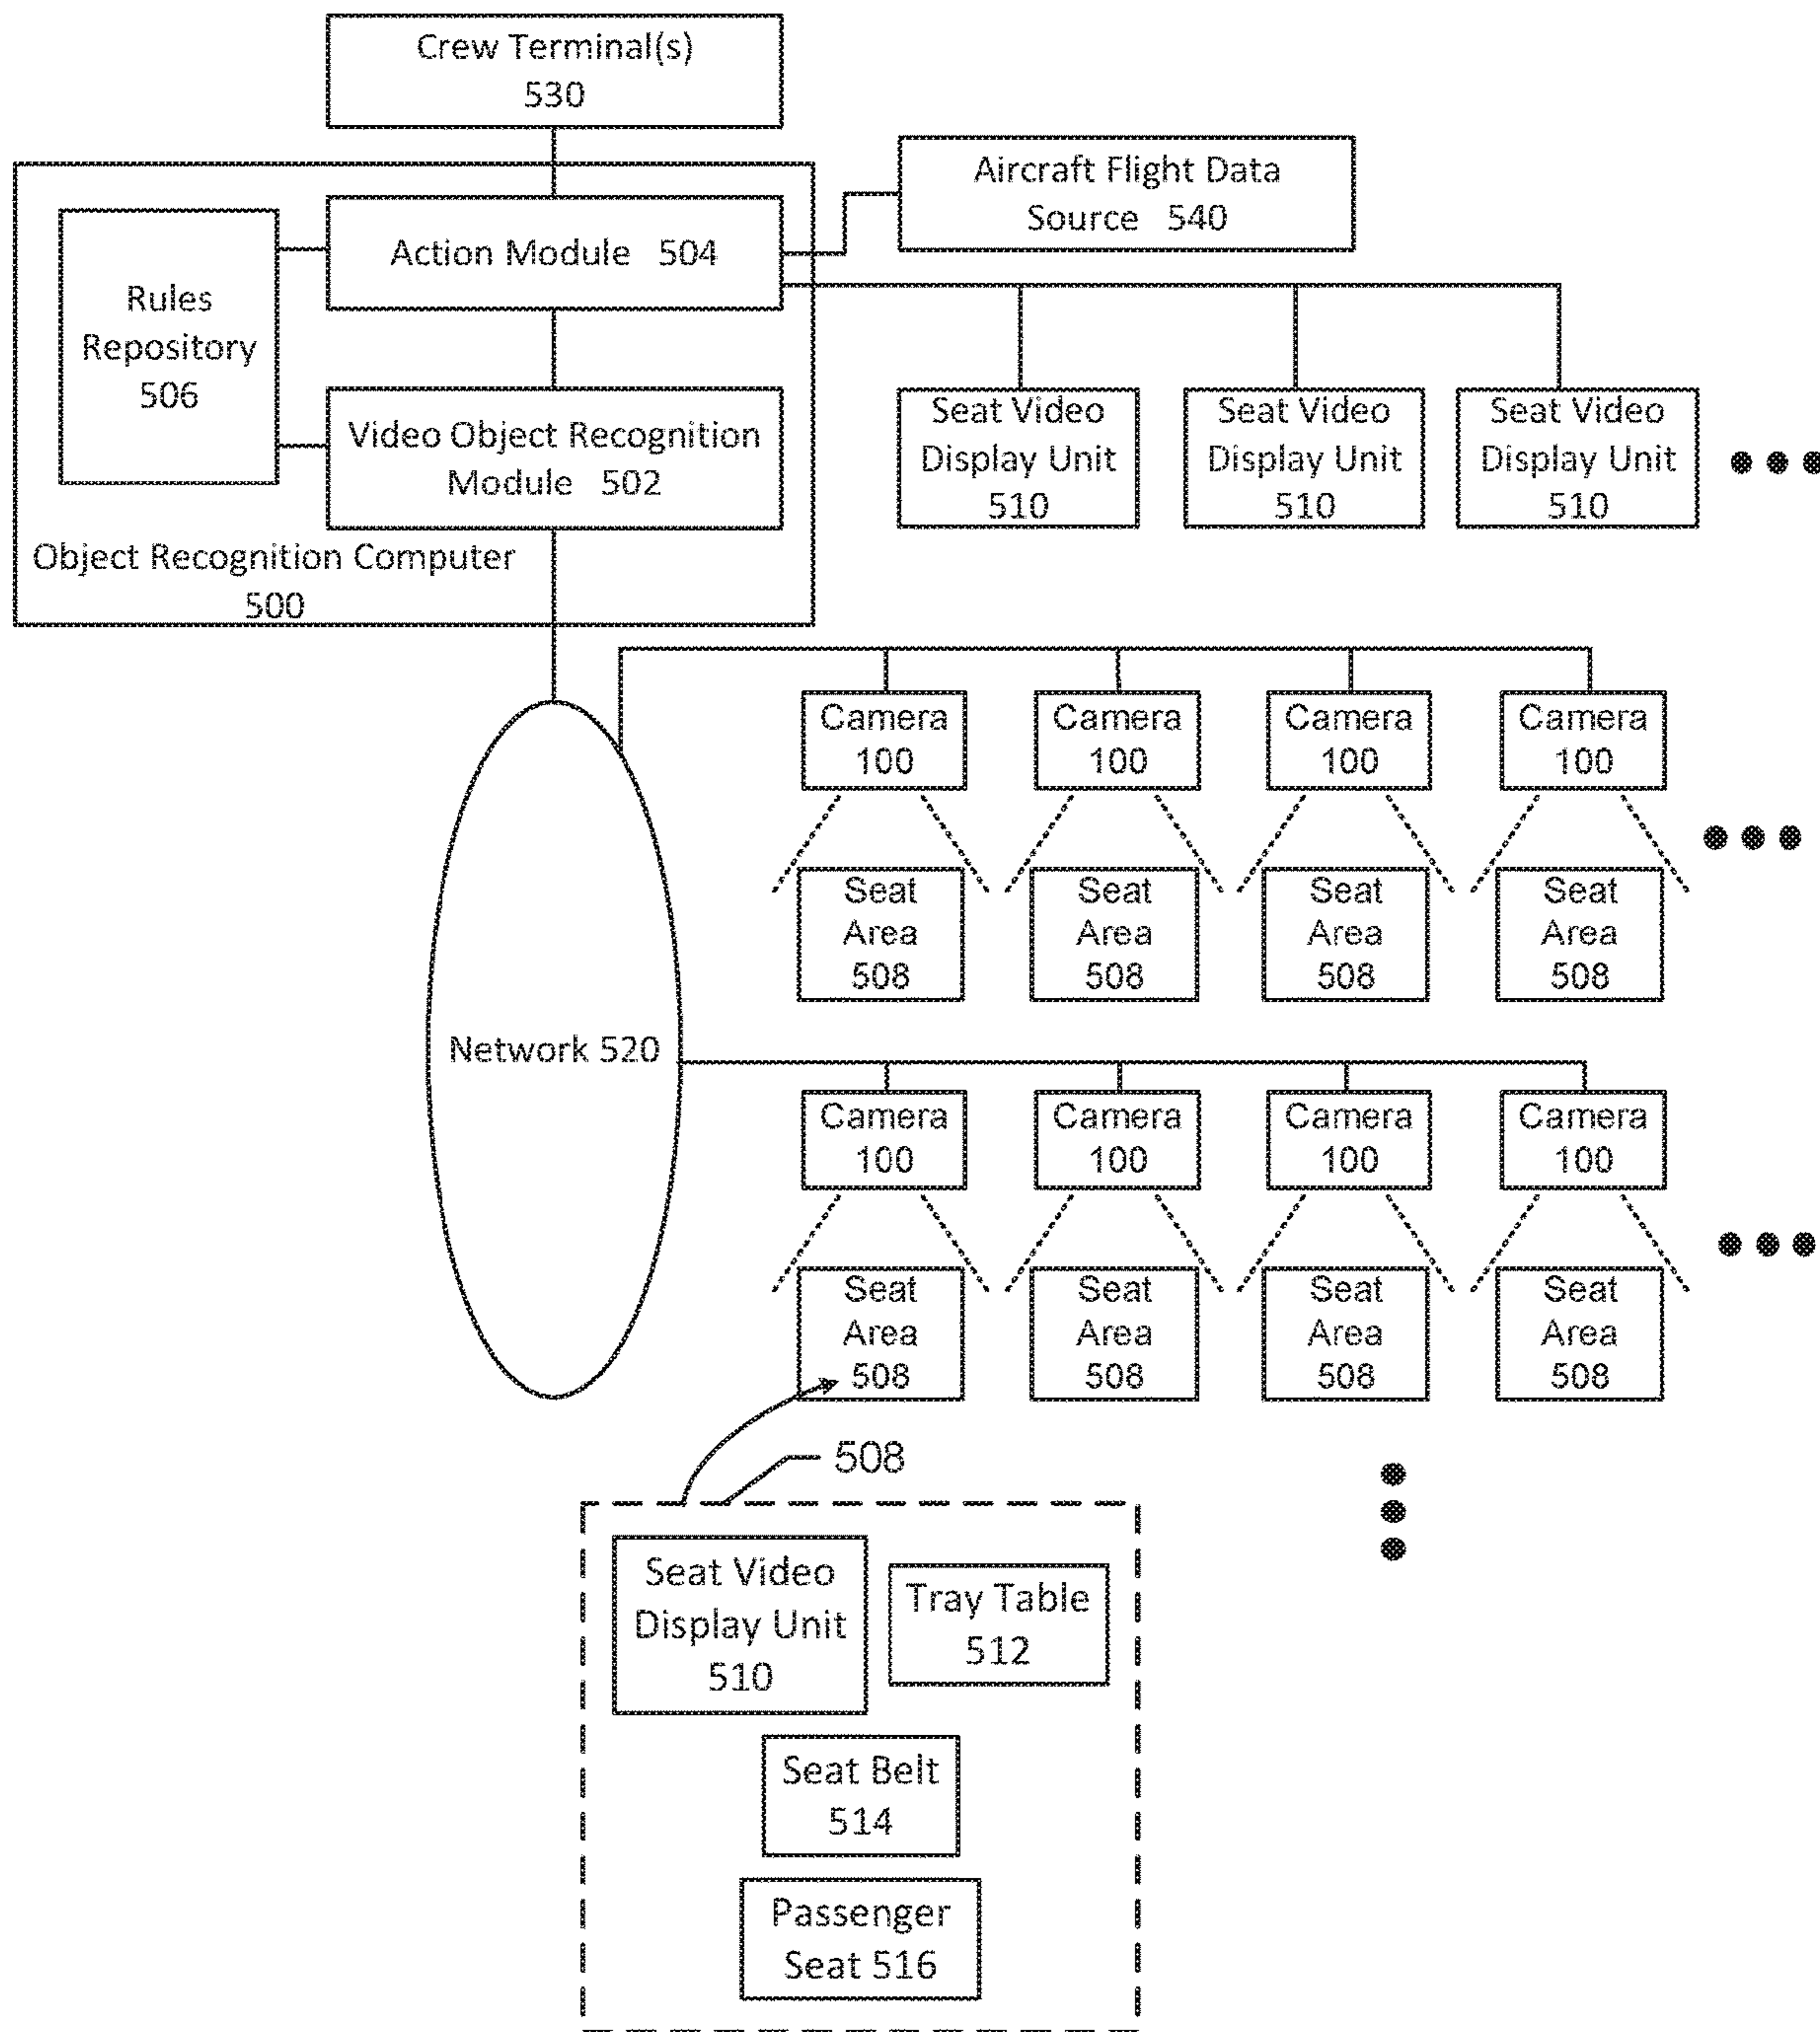 Crew Terminal(s)
530
Aircraft Flight Data
Source 540
Action Module 504
Rules
Repository
506
Video Object Recognition
Module 502
Object Recognition Computer
500
Seat Video
Display Unit
510
Seat Video
Display Unit
510
Seat Video
Display Unit
510
Camera
100
Camera
100
Camera
100
Camera
100
Seat
Area
508
Seat
Area
508
Seat
Area
508
Seat
Area
508
Network 520
Camera
100
Camera
100
Camera
100
Camera
100
Seat
Area
508
Seat
Area
508
Seat
Area
508
Seat
Area
508
508
Seat Video
Display Unit
510
Tray Table
512
Seat Belt
514
Passenger
Seat 516